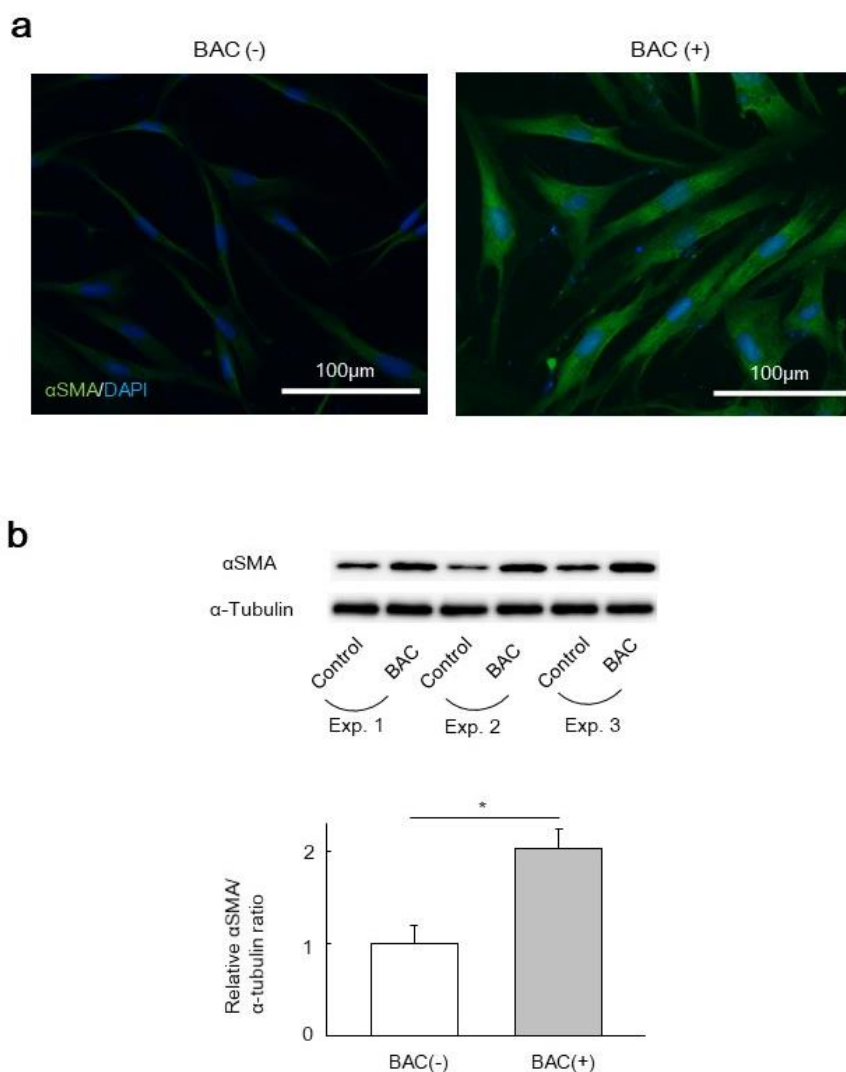 a
BAC (-)
BAC (+)
αSMA/DAPI
100µm
100µm
b
αSMA
α-Tubulin
Control
BAC
Control
BAC
Control
BAC
Exp. 1
Exp. 2
Exp. 3
*
Relative αSMA/
α-tubulin ratio
2
1
0
BAC(-)
BAC(+)